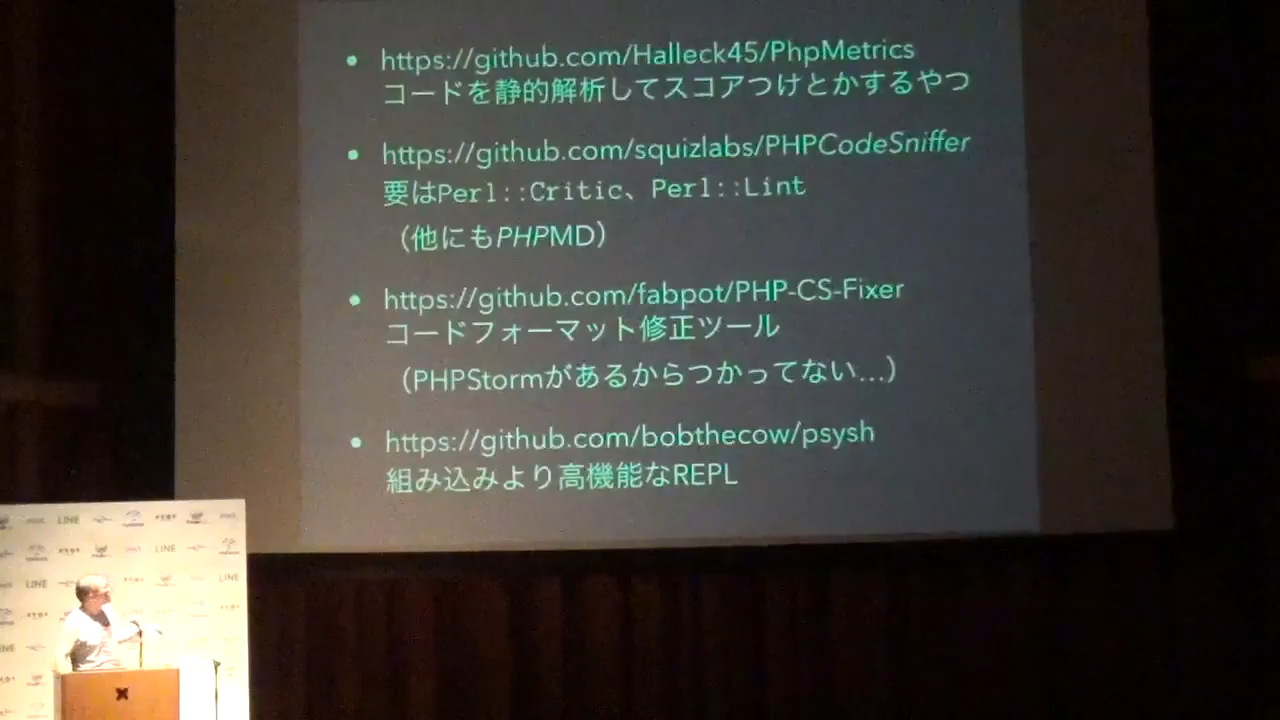 • https://github.com/Halleck45/PhpMetrics
コードを静的解析してスコアつけとかするやつ
• https://github.com/squizlabs/PHPCodeSniffer
要はPerl::Critic、Perl::Lint
（他にもPHPMD）
• https://github.com/fabpot/PHP-CS-Fixer
コードフォーマット修正ツール
（PHPStormがあるからつかってない...）
• https://github.com/bobthecow/psysh
組み込みより高機能なREPL
LINE
LINE
LINE
LINE